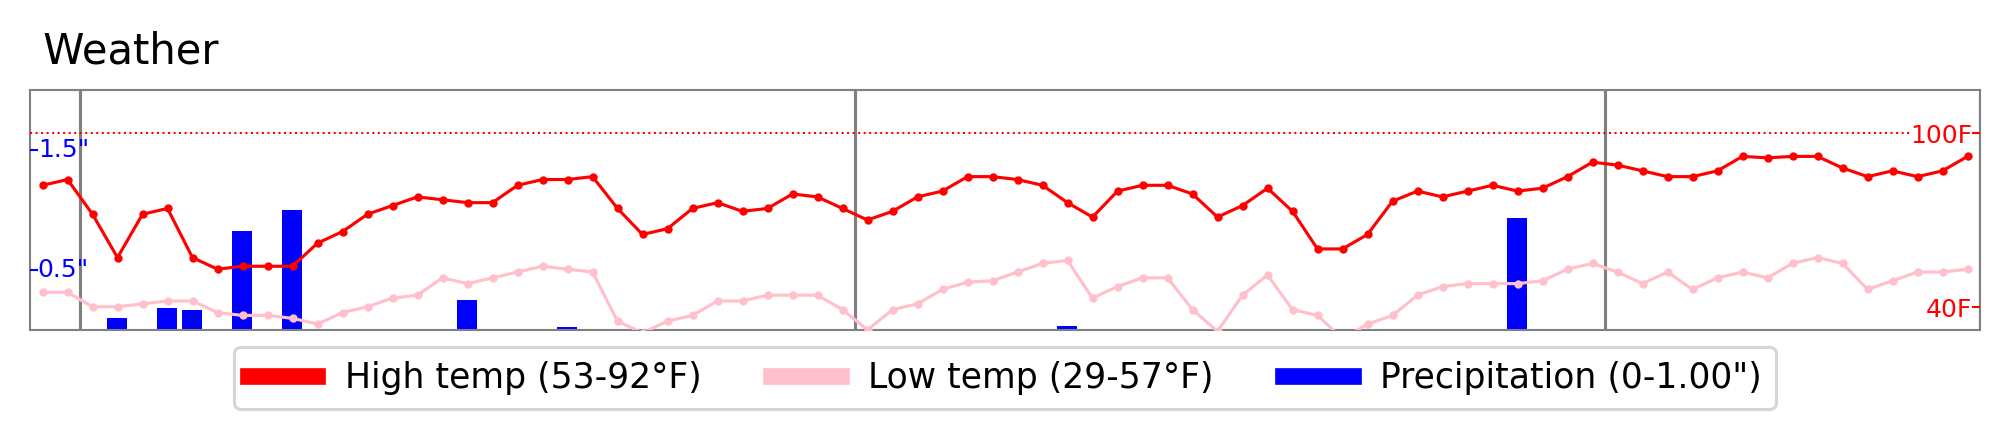 Weather
1.5"
100F
0.5"
40F
High temp (53-92°F) Low temp (29-57°F) Precipitation (0-1.00")